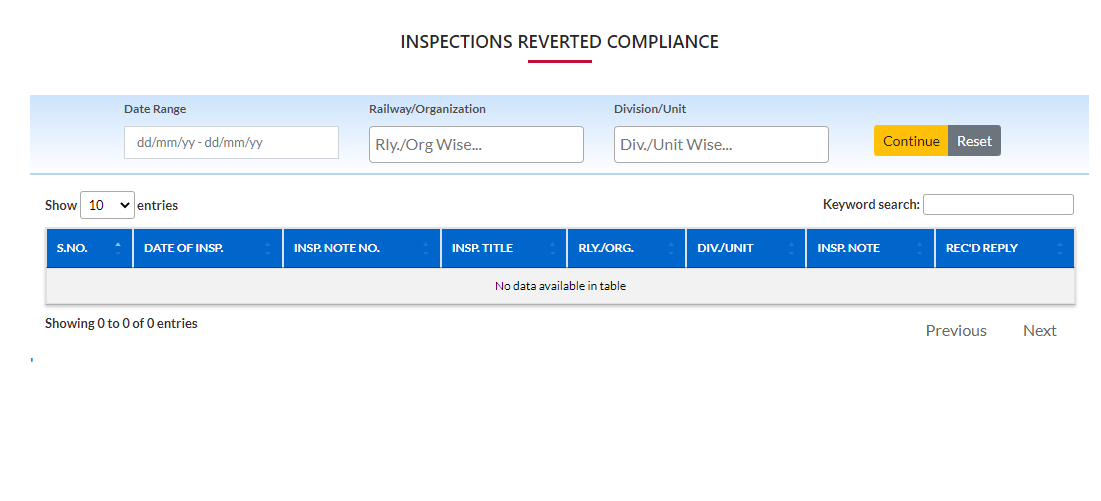 INSPECTIONS REVERTED COMPLIANCE
Date Range Railway/Organization Division/Unit
dd/mm/yy - dd/mm/yy Rly./Org Wise... Div./Unit Wise... Continue Reset
Show 10 entries Keyword search:
S.NO. DATE OF INSP. INSP. NOTE NO. INSP. TITLE RLY./ORG. DIV./UNIT INSP. NOTE REC'D REPLY
No data available in table
Showing 0 to 0 of 0 entries
Previous Next
'